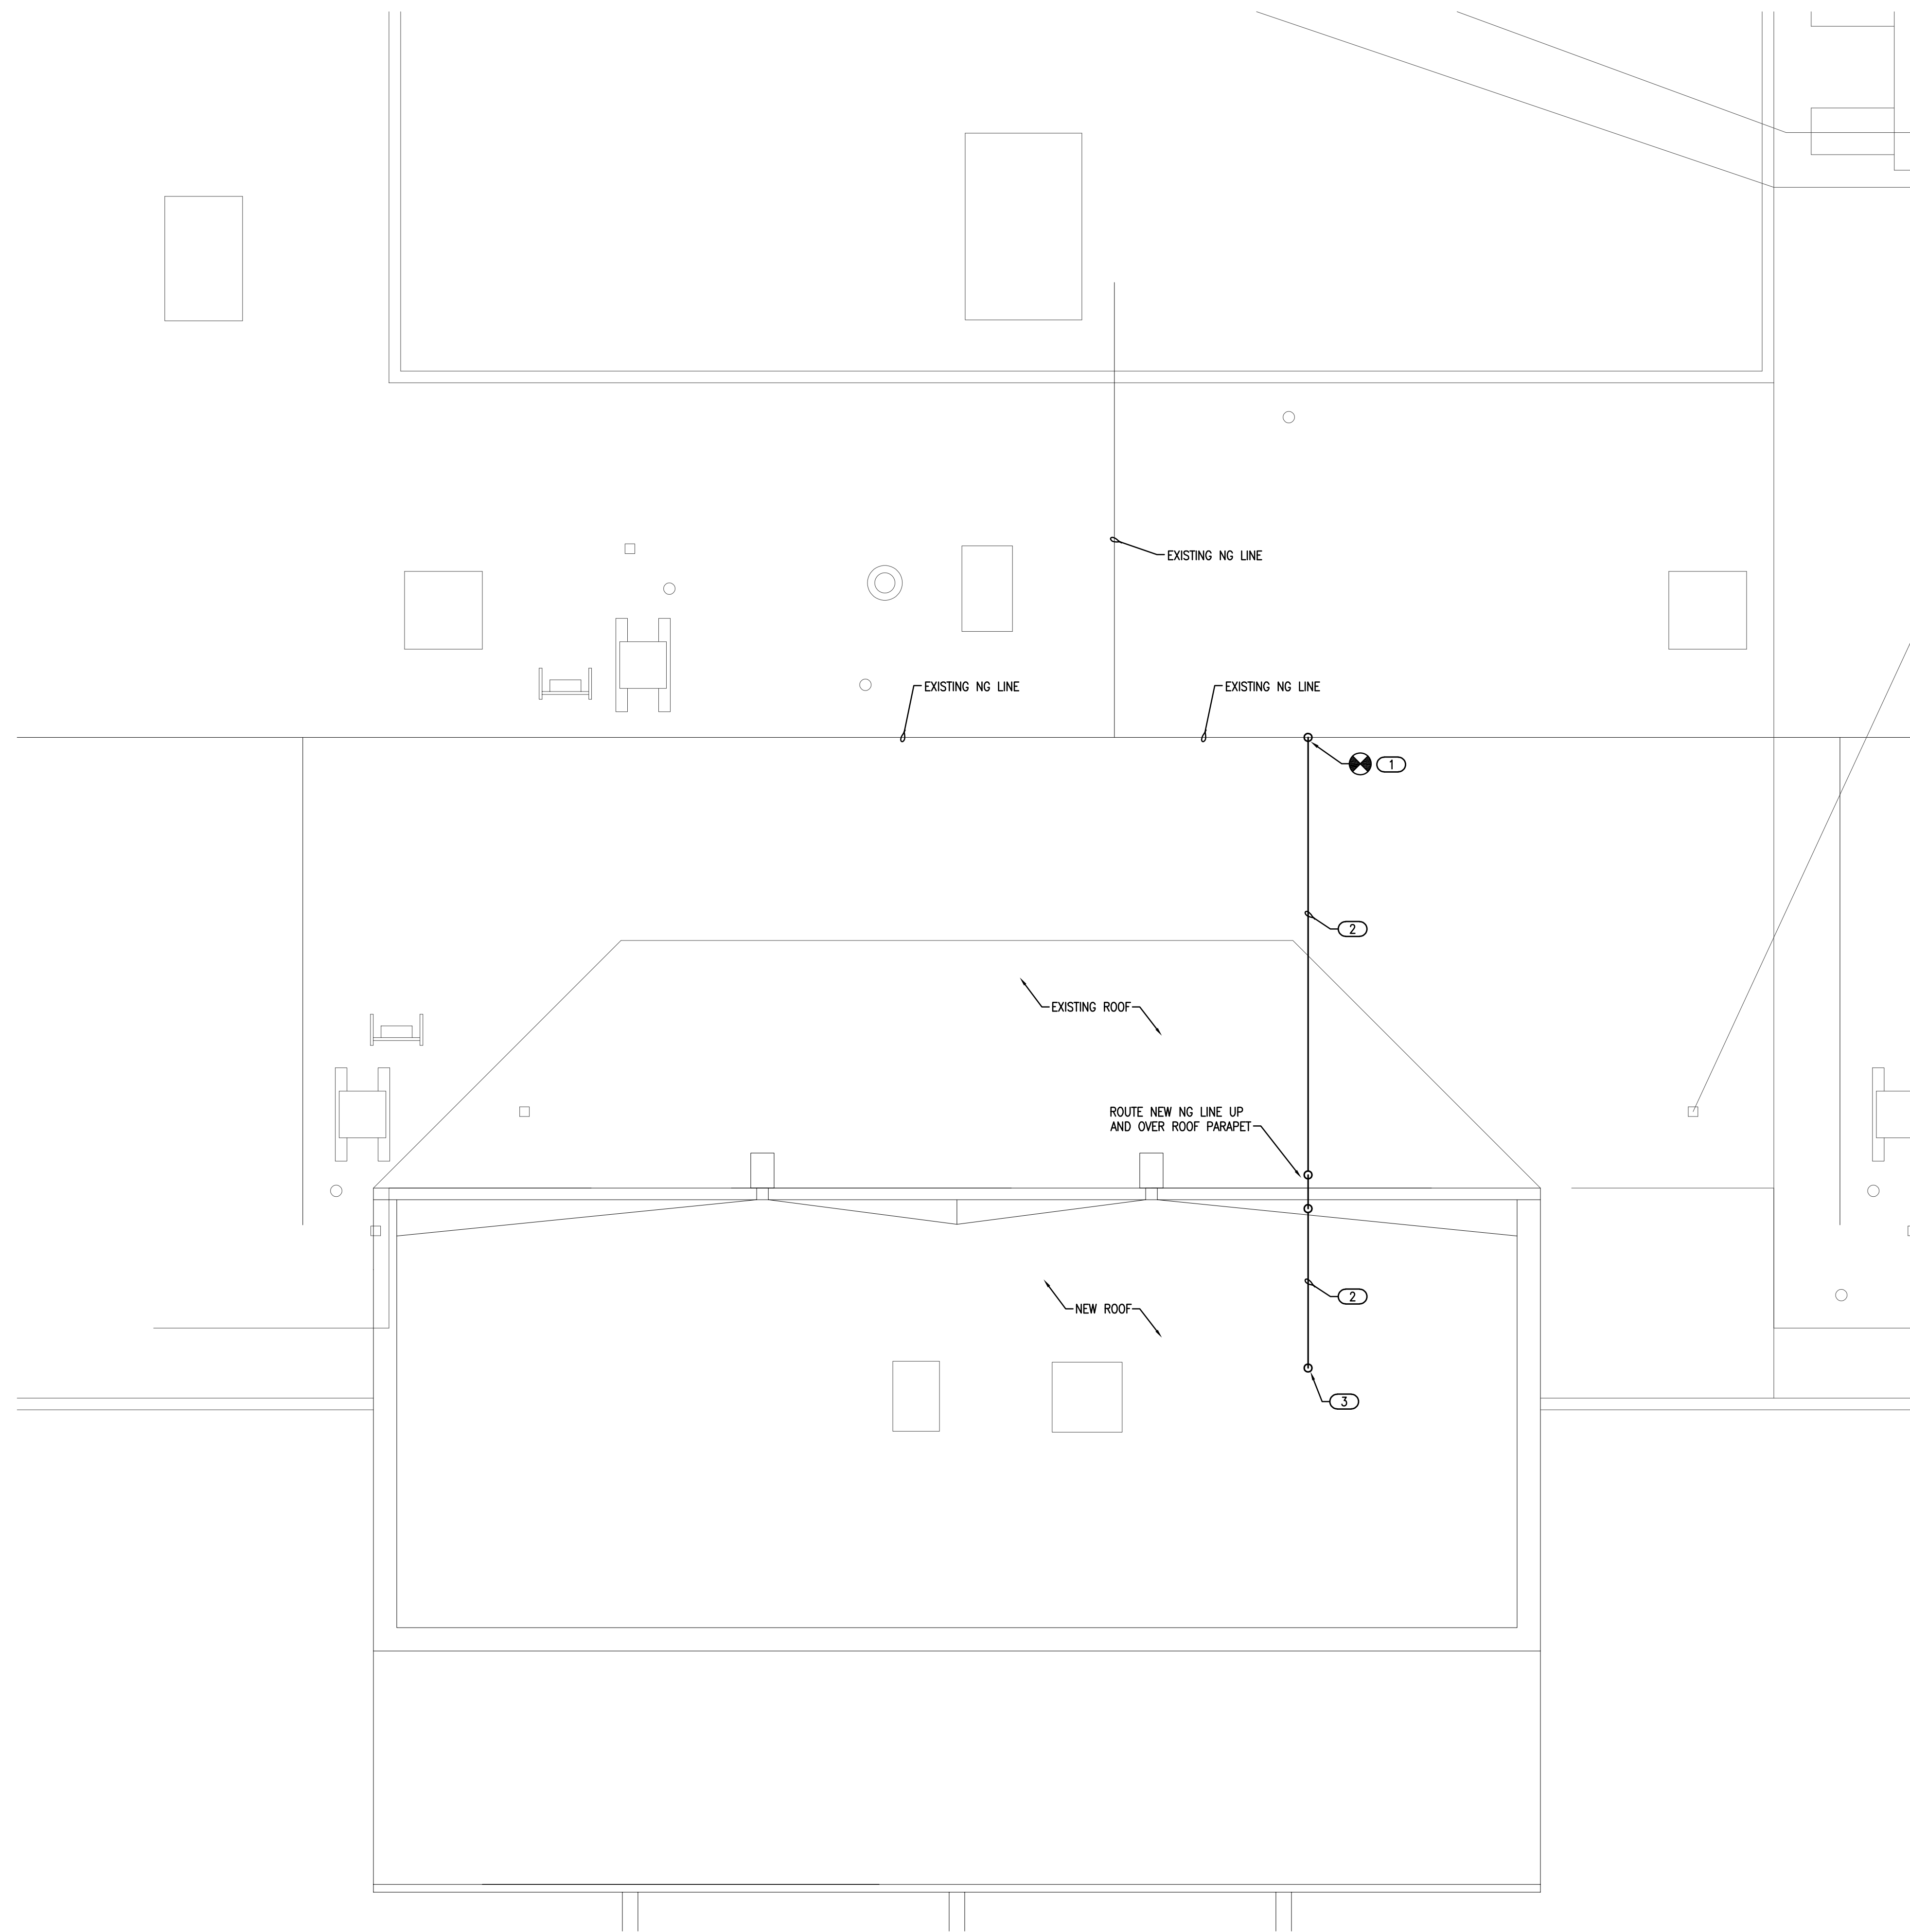 EXISTING NG LINE
EXISTING NG LINE
EXISTING NG LINE
1
2
EXISTING ROOF
ROUTE NEW NG LINE UP
AND OVER ROOF PARAPET
2
NEW ROOF
3